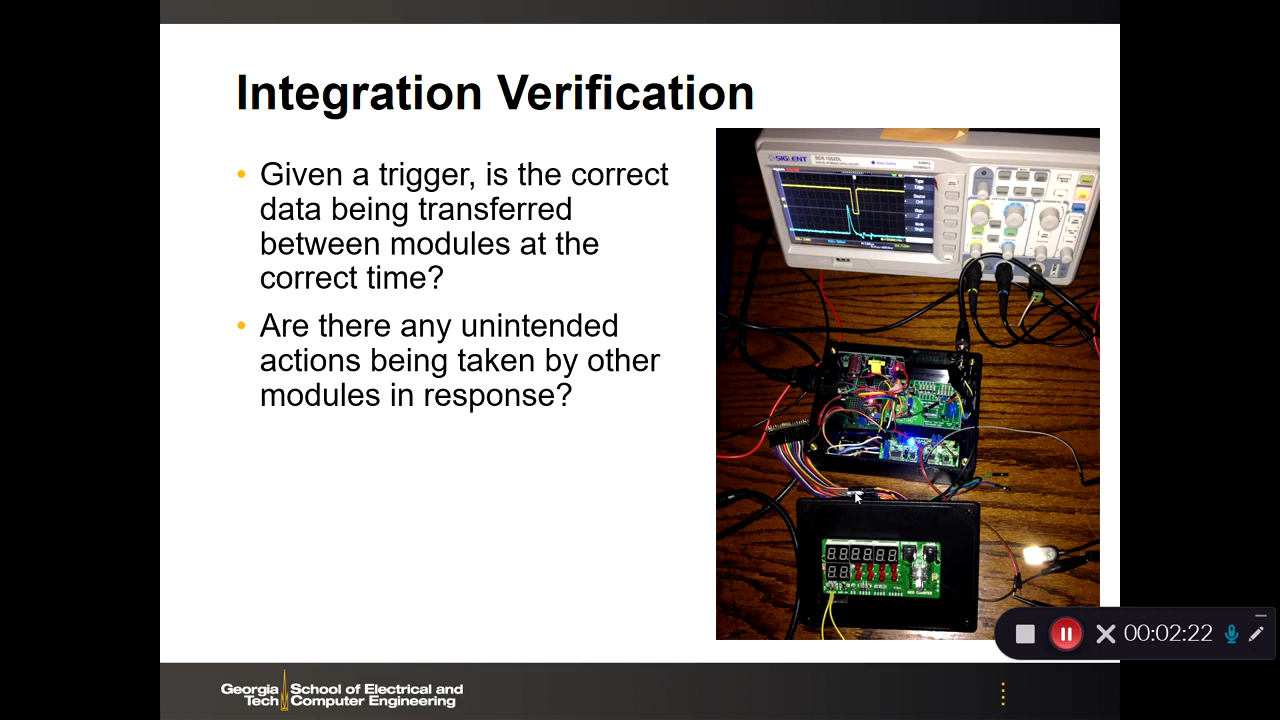 Integration Verification
• Given a trigger, is the correct
data being transferred
between modules at the
correct time?
• Are there any unintended
actions being taken by other
modules in response?
SIGLENT
GEO COUNTER
00:02:22
Georgia Tech
School of Electrical and
Computer Engineering